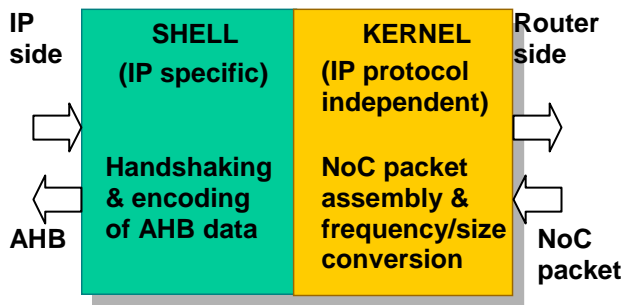 IP
side
SHELL
(IP specific)
KERNEL
(IP protocol
independent)
Router
side
Handshaking
& encoding
of AHB data
NoC packet
assembly &
frequency/size
conversion
AHB
NoC
packet